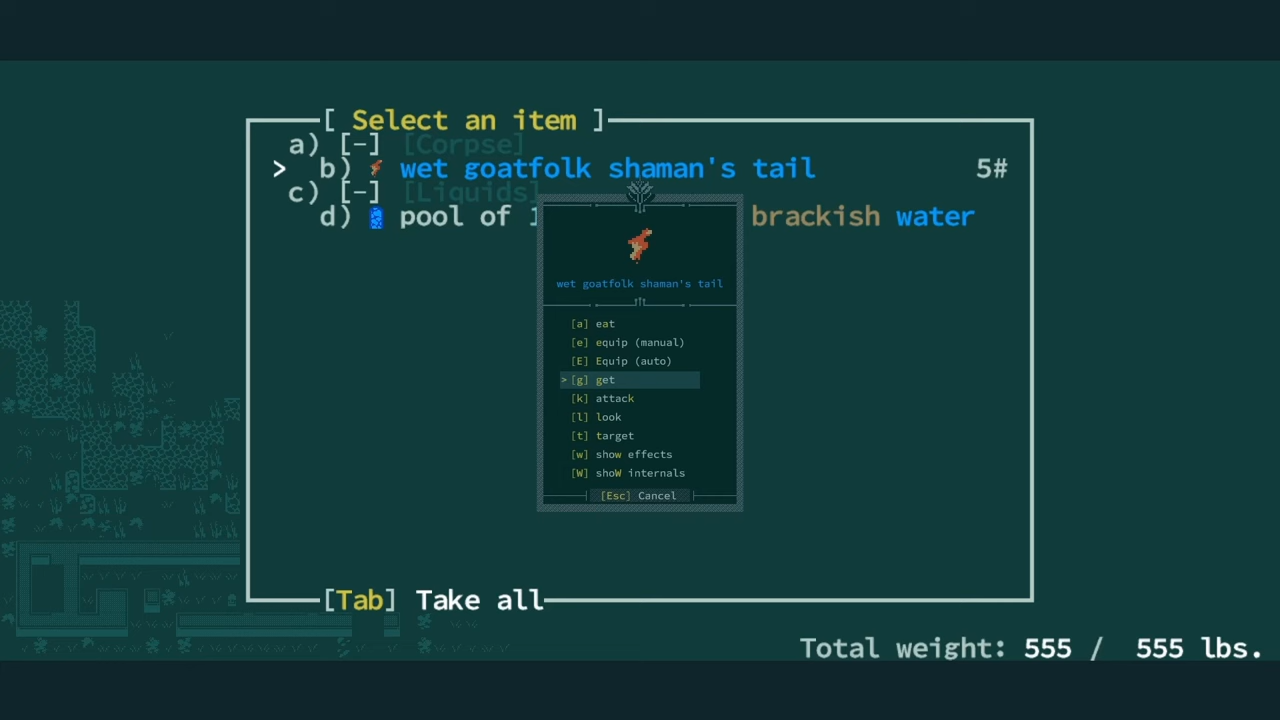 [ Select an item ]
a) [-] [Corpse]
> b) wet goatfolk shaman's tail 5#
c) [-] [Liquids]
d) pool of brackish water
wet goatfolk shaman's tail
[a] eat
[e] equip (manual)
[E] Equip (auto)
> [g] get
[k] attack
[l] look
[t] target
[w] show effects
[W] shoW internals
[Esc] Cancel
[Tab] Take all
Total weight: 555 / 555 lbs.